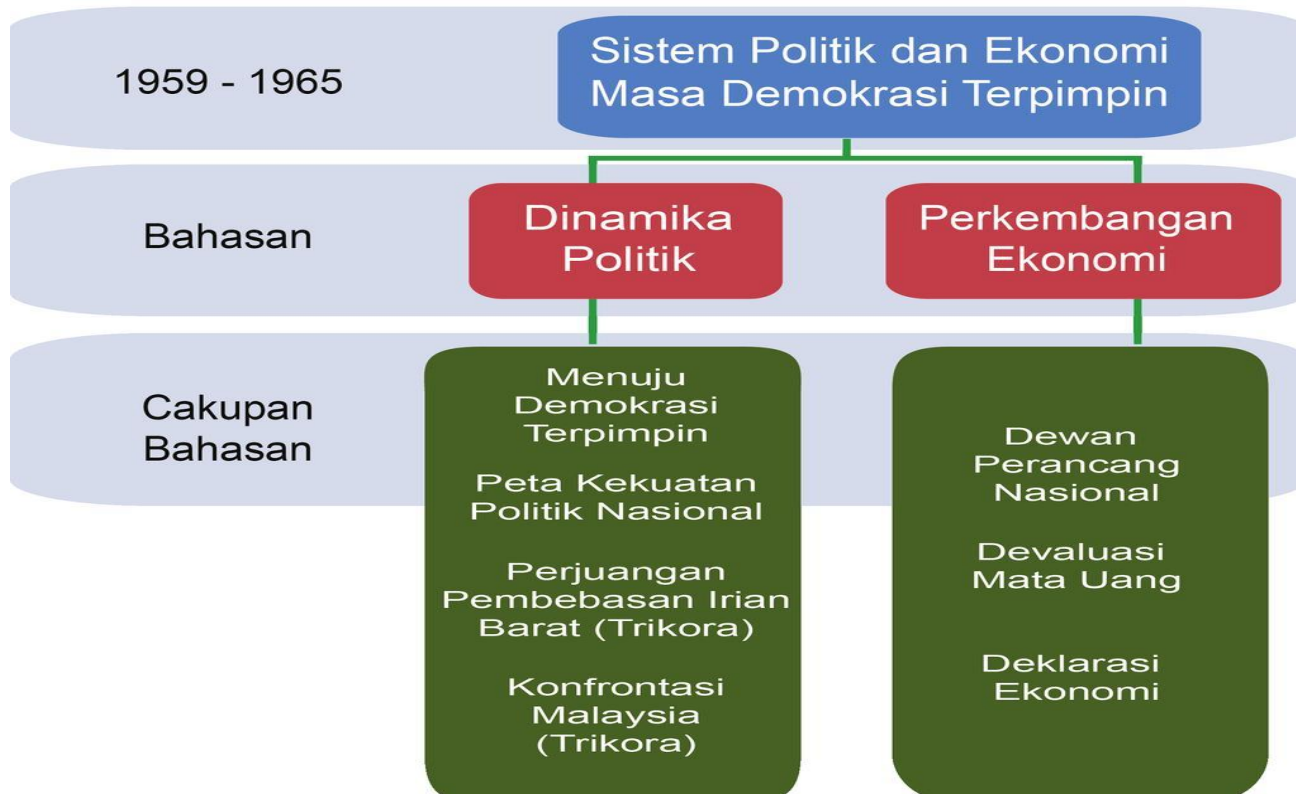 1959 - 1965
Sistem Politik dan Ekonomi
Masa Demokrasi Terpimpin
Bahasan
Dinamika
Politik
Perkembangan
Ekonomi
Cakupan
Bahasan
Menuju
Demokrasi
Terpimpin
Peta Kekuatan
Politik Nasional
Perjuangan
Pembebasan Irian
Barat (Trikora)
Konfrontasi
Malaysia
(Trikora)
Dewan
Perancang
Nasional
Devaluasi
Mata Uang
Deklarasi
Ekonomi